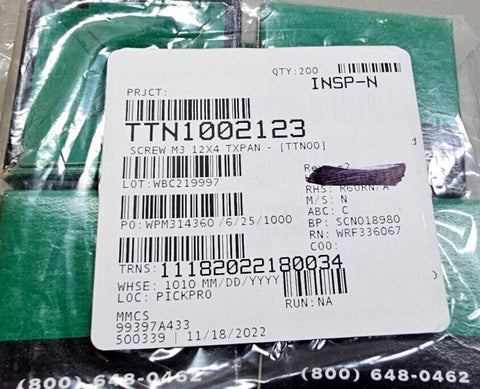 QTY:200
PRJCT:
INSP-N
TTN1002123
SCREW M3 12X4 TXPAN - [TTN00]
LOT:WBC219997
RHS: R6URN/A
M/S: N
ABC: C
PO:WPM314360 /6/25/1000
BP: SCN018980
RN: WRF336067
COO:
TRNS:11182022180034
WHSE: 1010 MM/DD/YYYY
LOC: PICKPRO
RUN:NA
MMCS
99397A433
500339 | 11/18/2022
(800) 648-0462
(800) 648-0462